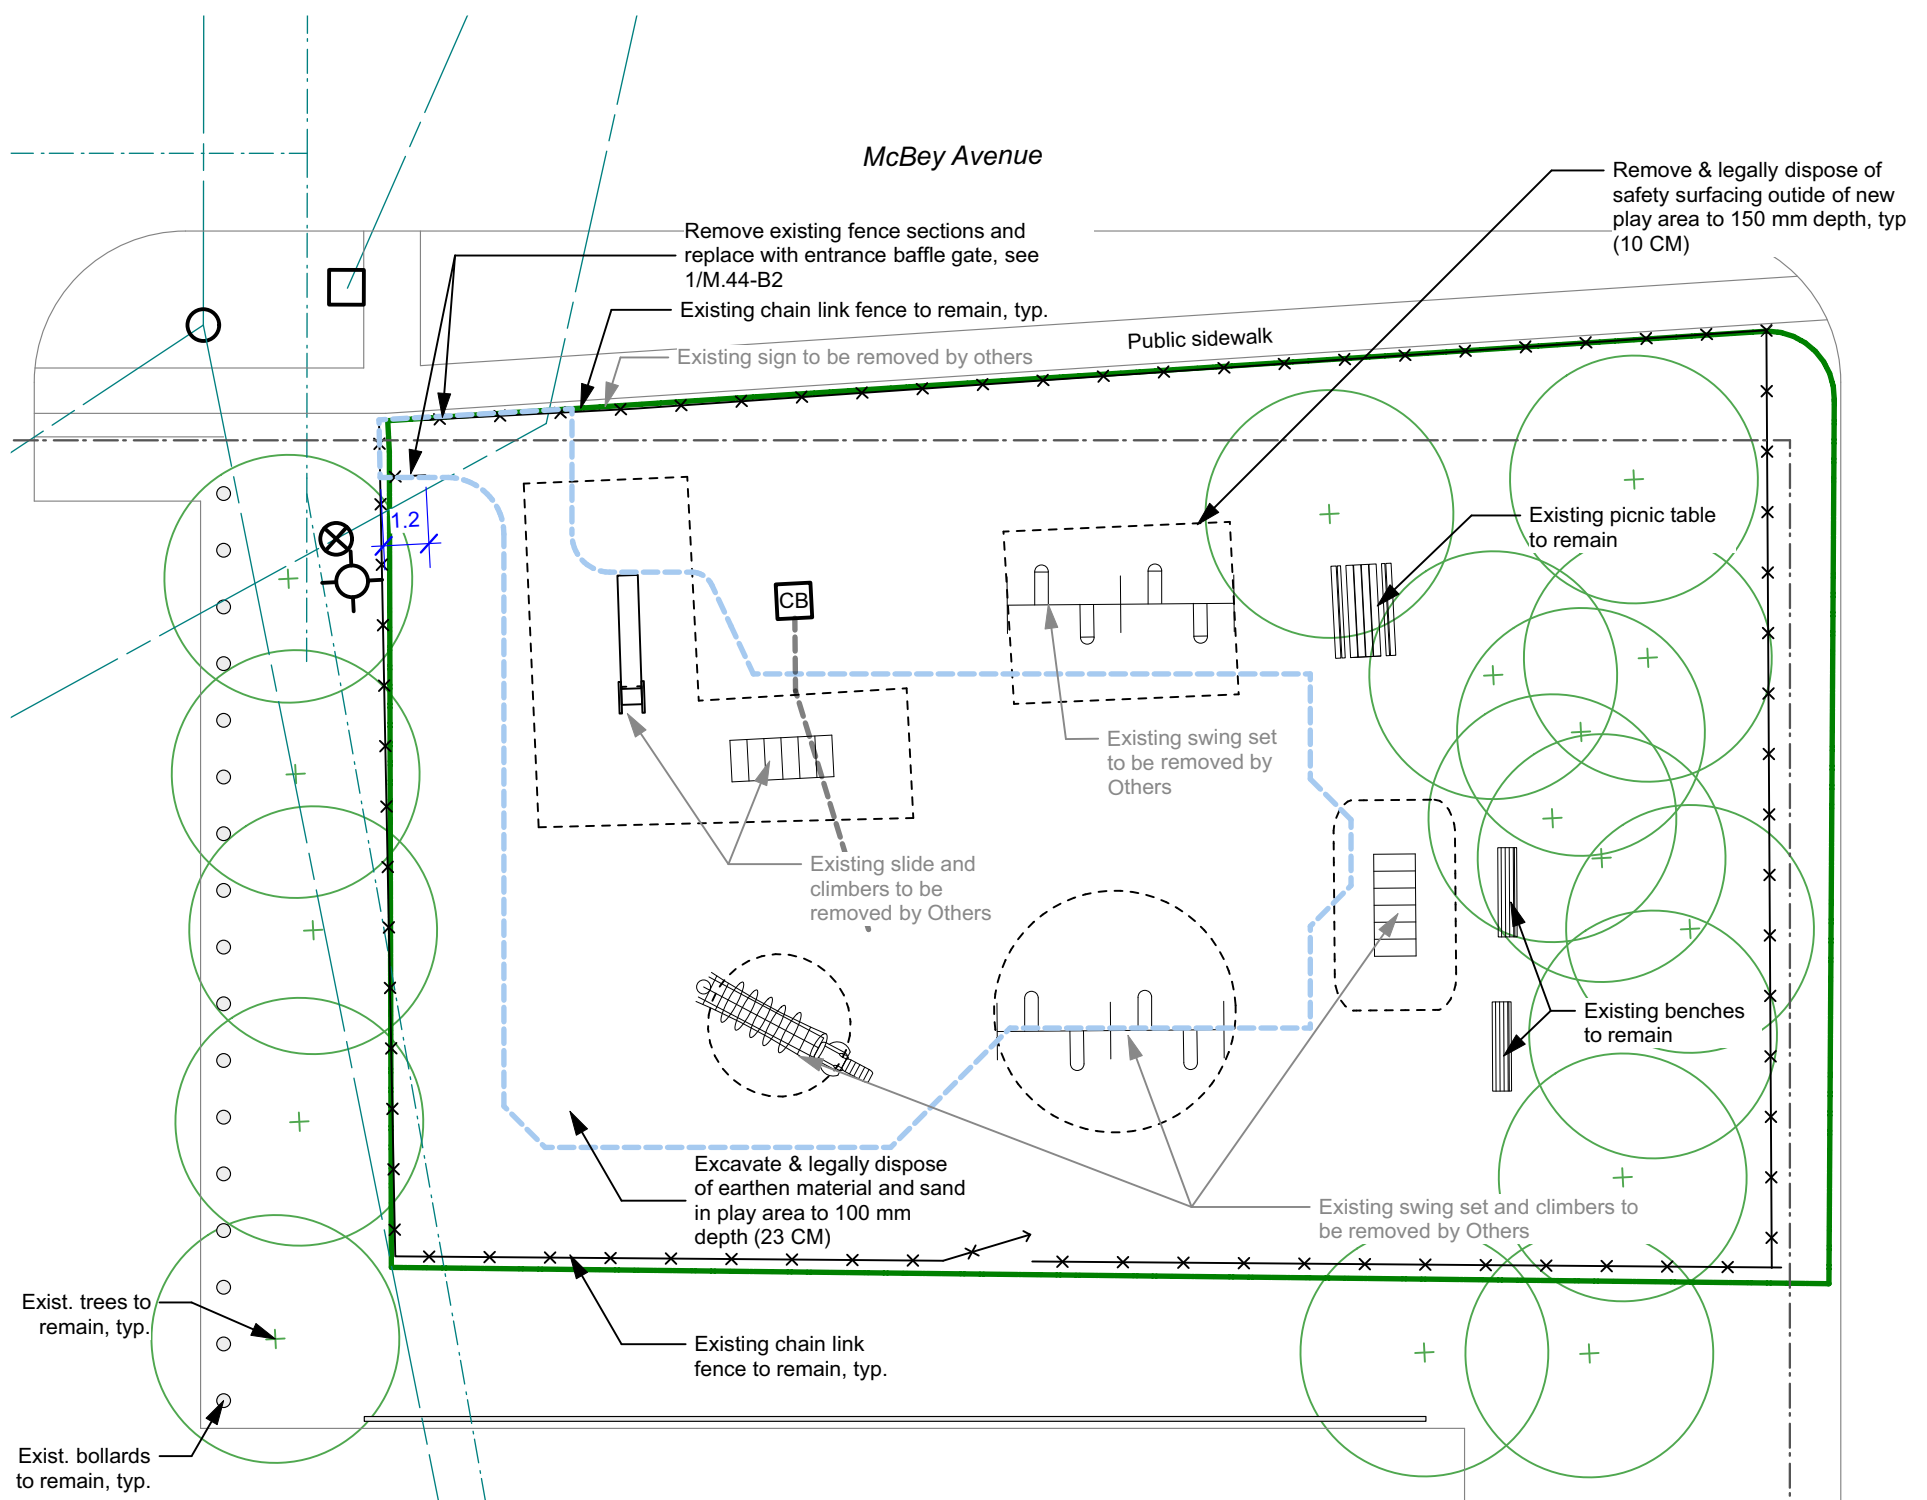 McBey Avenue
Remove & legally dispose of
safety surfacing outide of new
play area to 150 mm depth, typ
(10 CM)
Remove existing fence sections and
replace with entrance baffle gate, see
1/M.44-B2
Existing chain link fence to remain, typ.
Public sidewalk
Existing sign to be removed by others
1.2
Existing picnic table
to remain
CB
Existing swing set
to be removed by
Others
Existing slide and
climbers to be
removed by Others
Existing benches
to remain
Excavate & legally dispose
of earthen material and sand
in play area to 100 mm
depth (23 CM)
Existing swing set and climbers to
be removed by Others
Exist. trees to
remain, typ.
Existing chain link
fence to remain, typ.
Exist. bollards
to remain, typ.